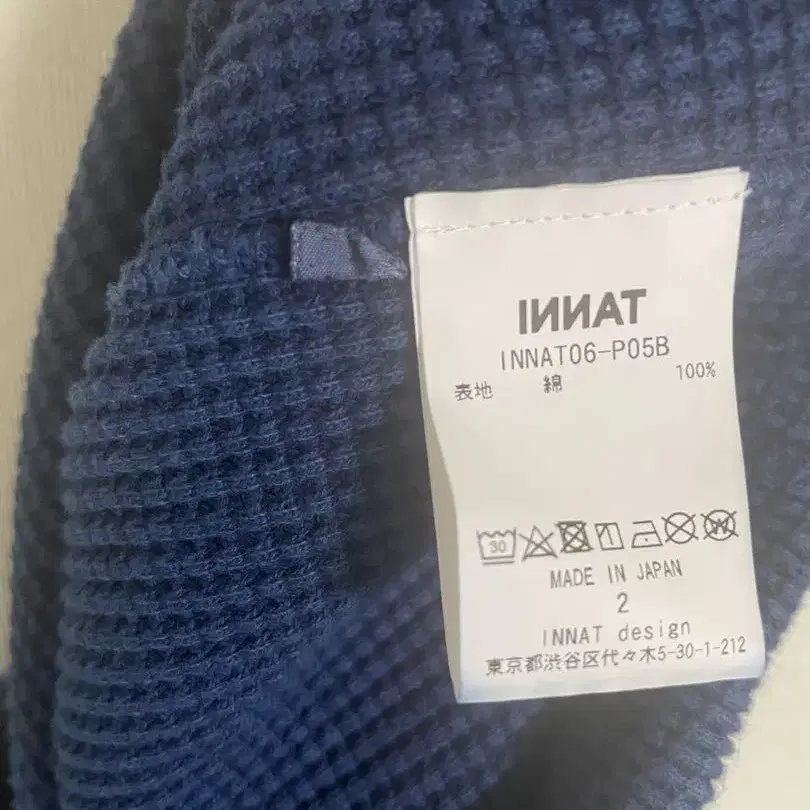 INNAT
INNAT06-P05B
表地 綿 100%
30
MADE IN JAPAN
2
INNAT design
東京都渋谷区代々木5-30-1-212